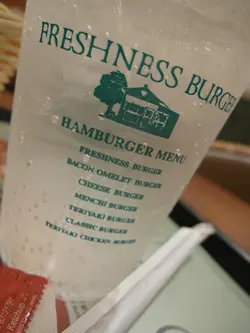 FRESHNESS BURGER
HAMBURGER MENU
FRESHNESS BURGER
BACON OMELET BURGER
CHEESE BURGER
MENCHI BURGER
TERIYAKI BURGER
CLASSIC BURGER
TERIYAKI CHICKEN BURGER
Ketchup